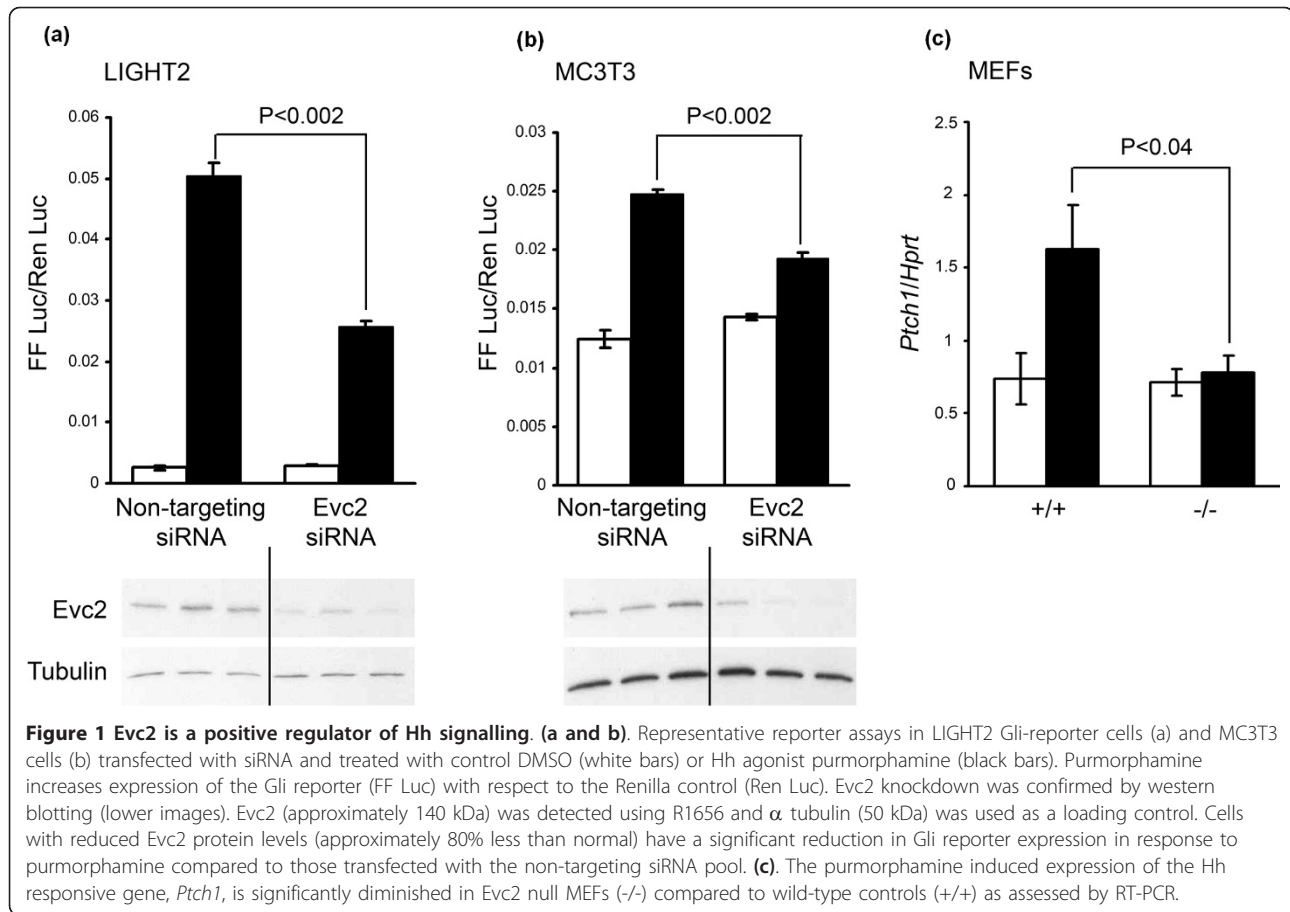 (a)
LIGHT2
P<0.002
0.06
0.05
0.04
0.03
0.02
0.01
0
FF Luc/Ren Luc
Non-targeting siRNA
Evc2 siRNA
(b)
MC3T3
P<0.002
0.03
0.025
0.02
0.015
0.01
0.005
0
FF Luc/Ren Luc
Non-targeting siRNA
Evc2 siRNA
(c)
MEFs
P<0.04
2.5
2
1.5
1
0.5
0
Ptch1/Hprt
+/+
-/-
Evc2
Tubulin
Figure 1 Evc2 is a positive regulator of Hh signalling. (a and b). Representative reporter assays in LIGHT2 Gli-reporter cells (a) and MC3T3
cells (b) transfected with siRNA and treated with control DMSO (white bars) or Hh agonist purmorphamine (black bars). Purmorphamine
increases expression of the Gli reporter (FF Luc) with respect to the Renilla control (Ren Luc). Evc2 knockdown was confirmed by western
blotting (lower images). Evc2 (approximately 140 kDa) was detected using R1656 and α tubulin (50 kDa) was used as a loading control. Cells
with reduced Evc2 protein levels (approximately 80% less than normal) have a significant reduction in Gli reporter expression in response to
purmorphamine compared to those transfected with the non-targeting siRNA pool. (c). The purmorphamine induced expression of the Hh
responsive gene, Ptch1, is significantly diminished in Evc2 null MEFs (-/-) compared to wild-type controls (+/+) as assessed by RT-PCR.